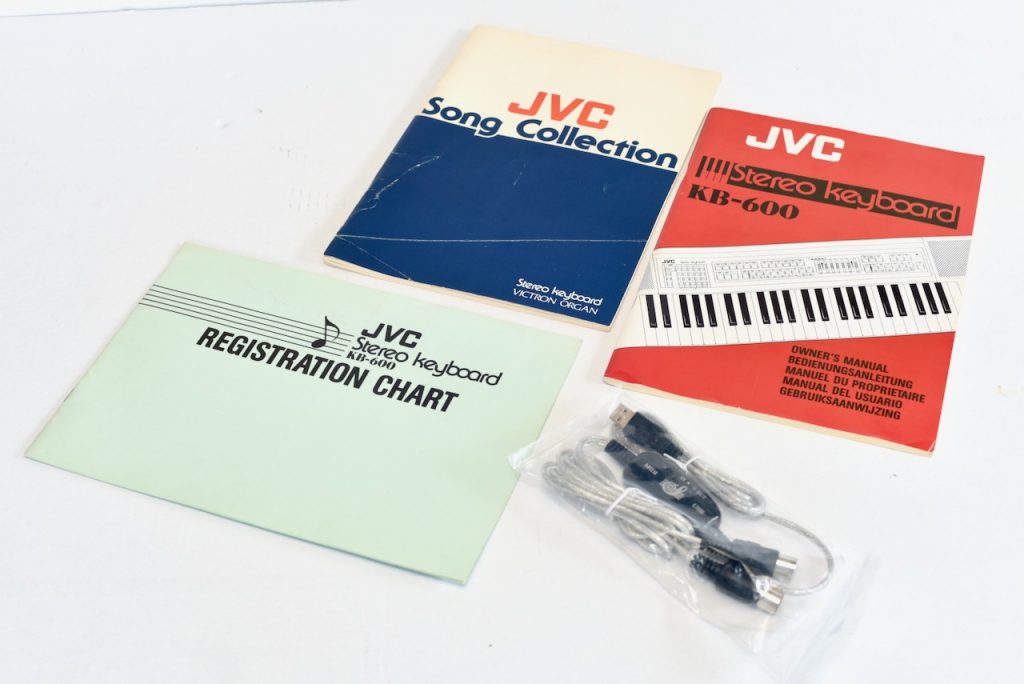 JVC
Song Collection
Stereo keyboard
VICTRON ORGAN
JVC
Stereo keyboard
KB-600
JVC
OWNER'S MANUAL
BEDIENUNGSANLEITUNG
MANUEL DU PROPRIETAIRE
MANUAL DEL USUARIO
GEBRUIKSAANWIJZING
JVC
Stereo keyboard
KB-600
REGISTRATION CHART